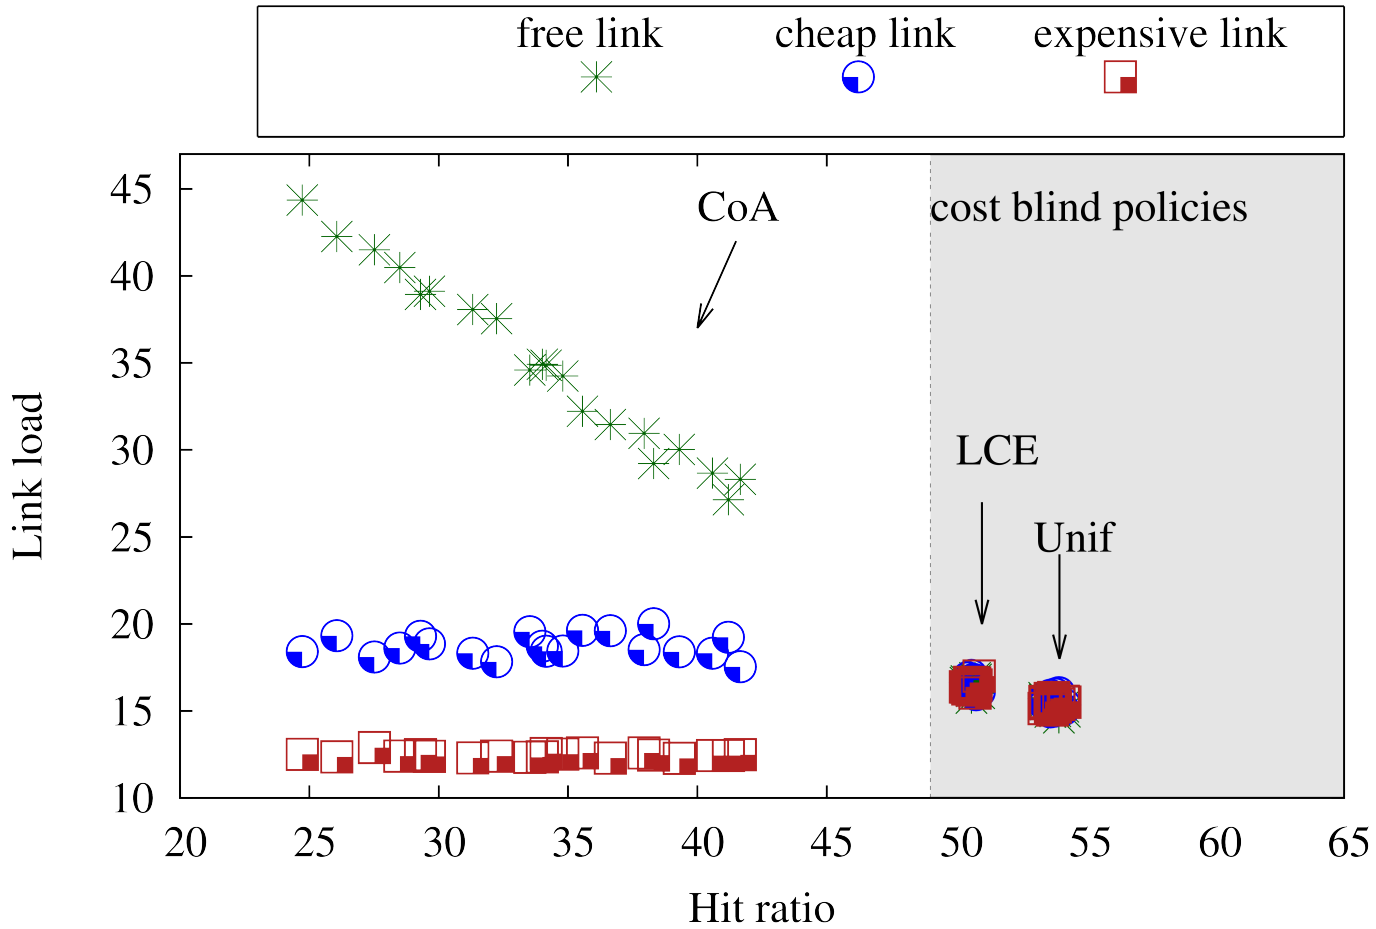 free link cheap link expensive link
45
40
35
30
25
20
15
10
CoA
cost blind policies
LCE
Unif
Link load
20 25 30 35 40 45 50 55 60 65
Hit ratio